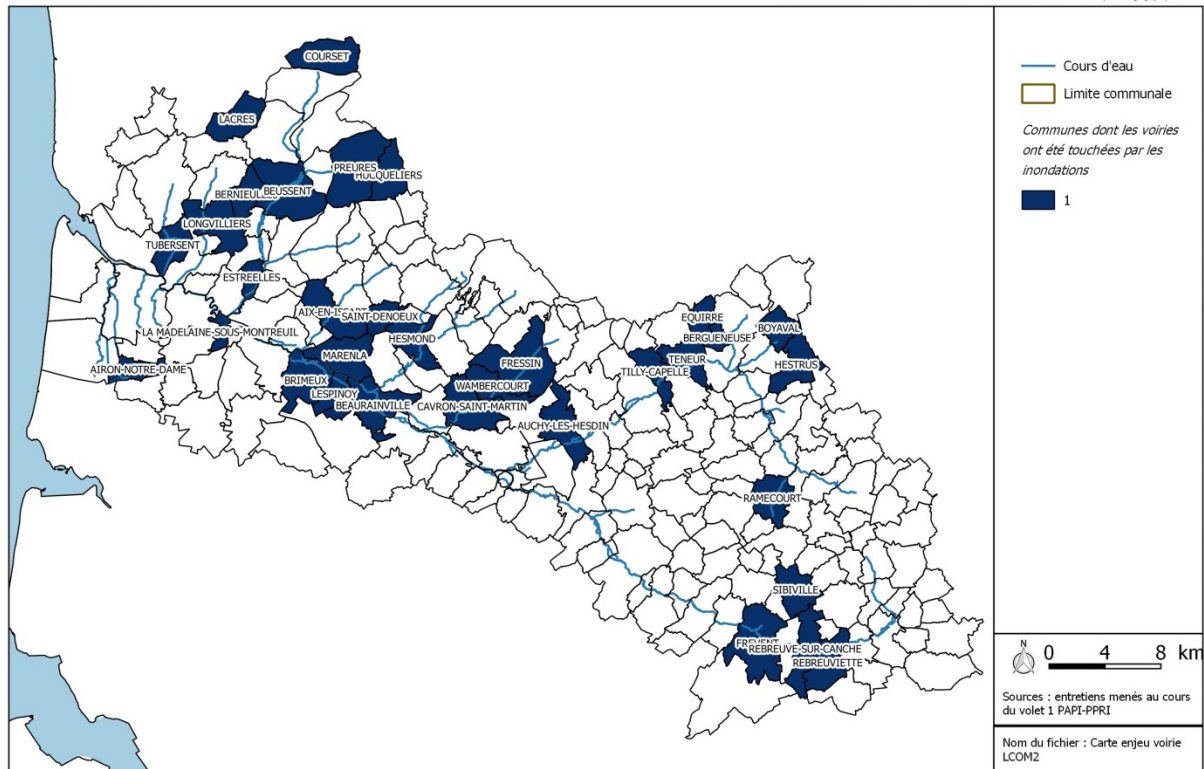 COURSET
LACRES
PREURES
HUCQUELIERS
BEUSSENT
LONGVILLIERS
TUBERSENT
ESTREELLES
SAINT-DENOEUX
LA MADELAINE-SOUS-MONTREUIL
HESMOND
MARENLA
AIRON-NOTRE-DAME
BRIMEUX
LESPINOY
BEAURAINVILLE
FRESSIN
WAMBERCOURT
CAVRON-SAINT-MARTIN
AUCHY-LES-HESDIN
EQUIRRE
BOYAVAL
BERGUENEUSE
TENEUR
HESTRUS
TILLY-CAPELLE
RAMECOURT
SIBIVILLE
FREVENT
REBREUVE-SUR-CANCHE
REBREUVIETTE
Cours d'eau
Limite communale
Communes dont les voiries
ont été touchées par les
inondations
1
N
0 4 8 km
Sources : entretiens menés au cours
du volet 1 PAPI-PPRI
Nom du fichier : Carte enjeu voirie
LCOM2